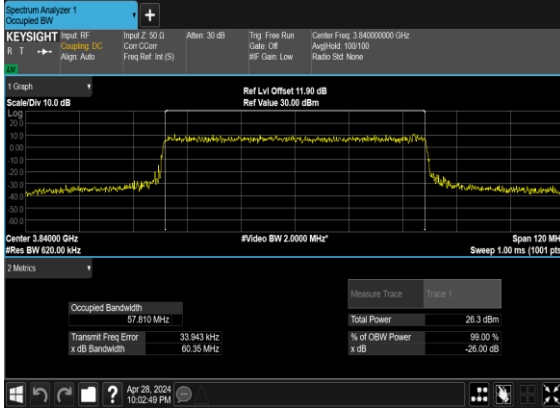 Spectrum Analyzer 1
Occupied BW
+
KEYSIGHT Input: RF Input Z: 50 Ω Atten: 30 dB Trig: Free Run Center Freq: 3.840000000 GHz
R T Coupling: DC Corr CCorr Gate: Off Avg|Hold: 100/100
Align: Auto Freq Ref: Int (S) #IF Gain: Low Radio Std: None
LXI
1 Graph
Ref Lvl Offset 11.90 dB
Scale/Div 10.0 dB Ref Value 30.00 dBm
Log
20.0
10.0
0.00
-10.0
-20.0
-30.0
-40.0
-50.0
-60.0
Center 3.84000 GHz #Video BW 2.0000 MHz* Span 120 MH
#Res BW 620.00 kHz Sweep 1.00 ms (1001 pts
2 Metrics
Measure Trace Trace 1
Occupied Bandwidth
57.810 MHz Total Power 26.3 dBm
Transmit Freq Error 33.943 kHz % of OBW Power 99.00 %
x dB Bandwidth 60.35 MHz x dB -26.00 dB
? Apr 28, 2024
10:02:49 PM